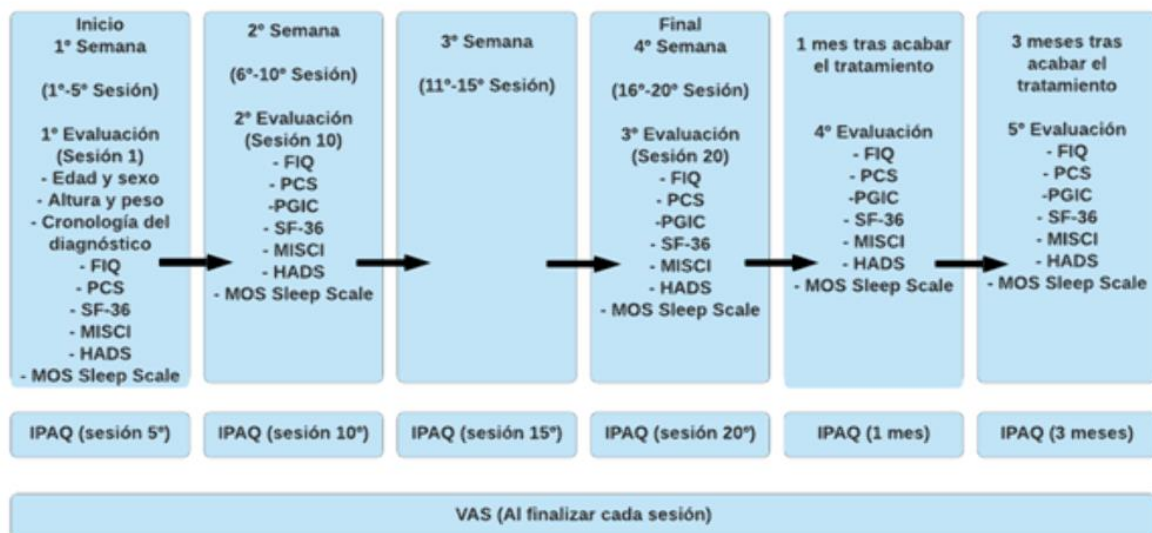 Inicio
1º Semana
(1º-5º Sesión)
1º Evaluación
(Sesión 1)
- Edad y sexo
- Altura y peso
- Cronología del
diagnóstico
- FIQ
- PCS
- SF-36
- MISCI
- HADS
- MOS Sleep Scale
2º Semana
(6º-10º Sesión)
2º Evaluación
(Sesión 10)
- FIQ
- PCS
-PGIC
- SF-36
- MISCI
- HADS
- MOS Sleep Scale
3º Semana
(11º-15º Sesión)
Final
4º Semana
(16º-20º Sesión)
3º Evaluación
(Sesión 20)
- FIQ
- PCS
-PGIC
- SF-36
- MISCI
- HADS
- MOS Sleep Scale
1 mes tras acabar
el tratamiento
4º Evaluación
- FIQ
- PCS
-PGIC
- SF-36
- MISCI
- HADS
- MOS Sleep Scale
3 meses tras
acabar el
tratamiento
5º Evaluación
- FIQ
- PCS
-PGIC
- SF-36
- MISCI
- HADS
- MOS Sleep Scale
IPAQ (sesión 5º)
IPAQ (sesión 10º)
IPAQ (sesión 15º)
IPAQ (sesión 20º)
IPAQ (1 mes)
IPAQ (3 meses)
VAS (Al finalizar cada sesión)